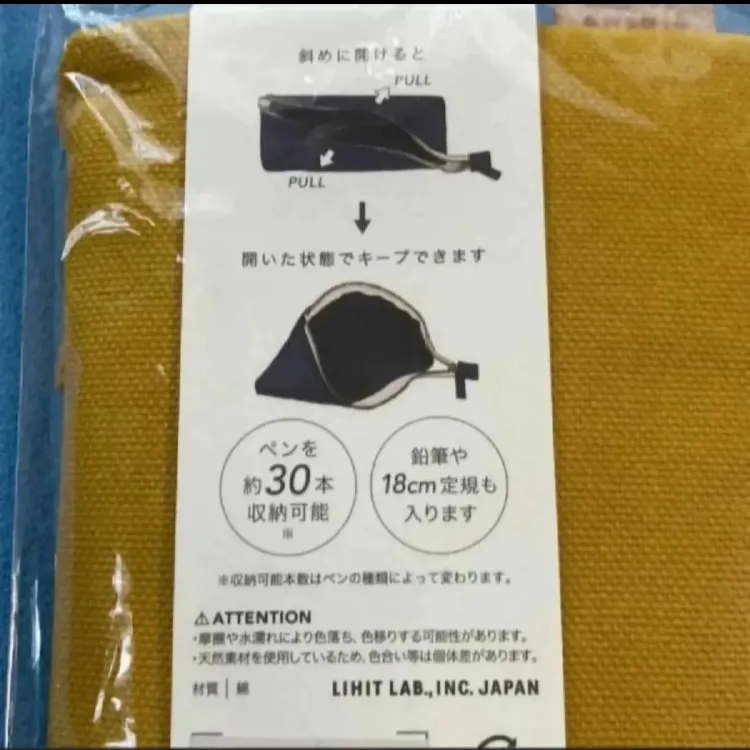 斜めに開けると
PULL
PULL
開いた状態でキープできます
ペンを
約30本
収納可能
※
鉛筆や
18cm定規も
入ります
※収納可能本数はペンの種類によって変わります。
⚠ATTENTION
・摩擦や水濡れにより色落ち、色移りする可能性があります。
・天然素材を使用しているため、色合い等は個体差があります。
材質｜綿
LIHIT LAB.,INC. JAPAN